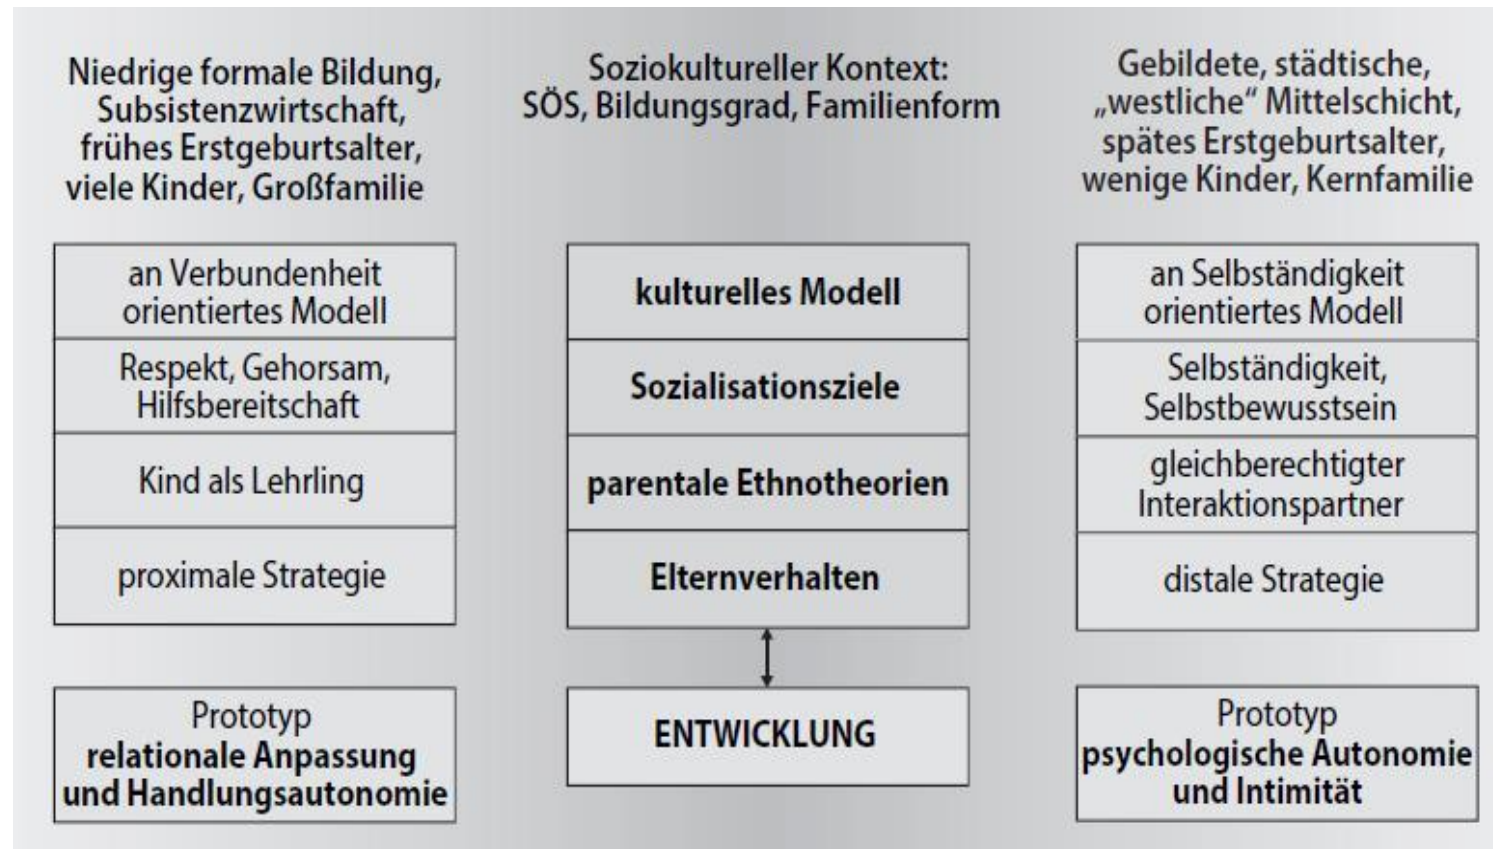 Niedrige formale Bildung,
Subsistenzwirtschaft,
frühes Erstgeburtsalter,
viele Kinder, Großfamilie
an Verbundenheit
orientiertes Modell
Respekt, Gehorsam,
Hilfsbereitschaft
Kind als Lehrling
proximale Strategie
Prototyp
relationale Anpassung
und Handlungsautonomie
Soziokultureller Kontext:
SÖS, Bildungsgrad, Familienform
kulturelles Modell
Sozialisationsziele
parentale Ethnotheorien
Elternverhalten
ENTWICKLUNG
Gebildete, städtische,
„westliche“ Mittelschicht,
spätes Erstgeburtsalter,
wenige Kinder, Kernfamilie
an Selbständigkeit
orientiertes Modell
Selbständigkeit,
Selbstbewusstsein
gleichberechtigter
Interaktionspartner
distale Strategie
Prototyp
psychologische Autonomie
und Intimität